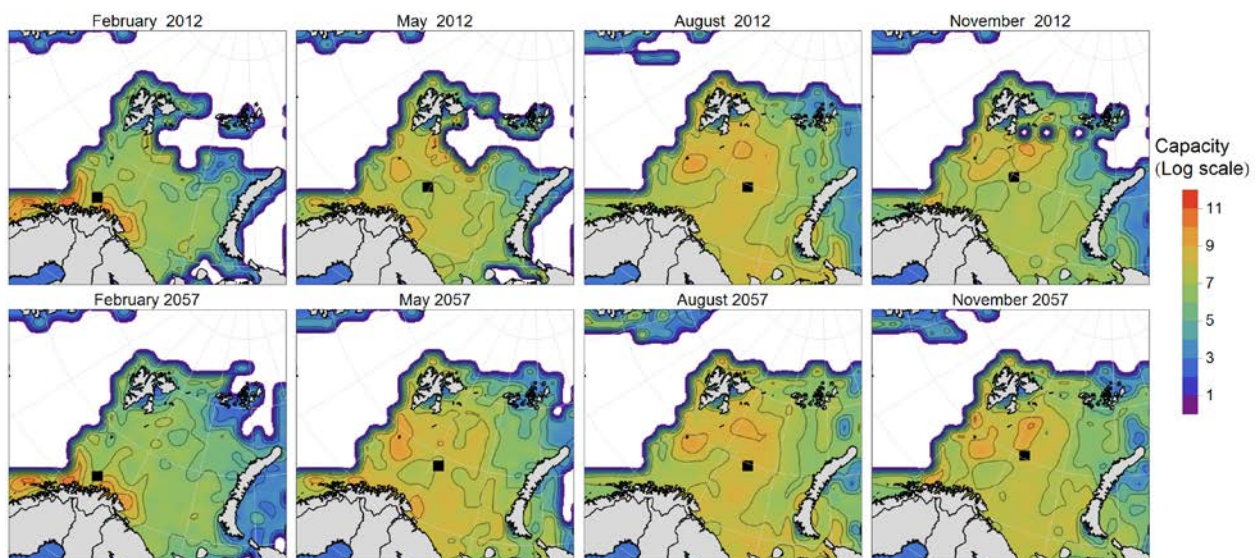 February 2012
May 2012
August 2012
November 2012
February 2057
May 2057
August 2057
November 2057
Capacity
(Log scale)
11
9
7
5
3
1